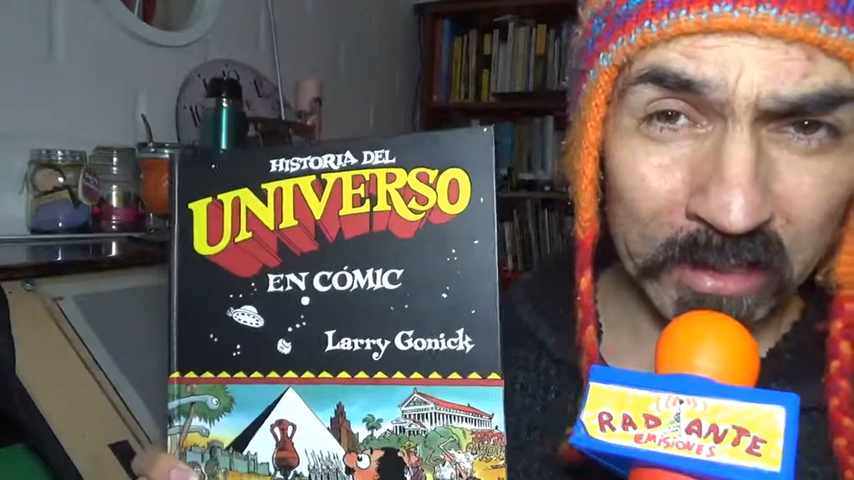 HISTORIA DEL
UNIVERSO
EN CÓMIC
Larry Gonick
RADiANTE
EMiSiONES